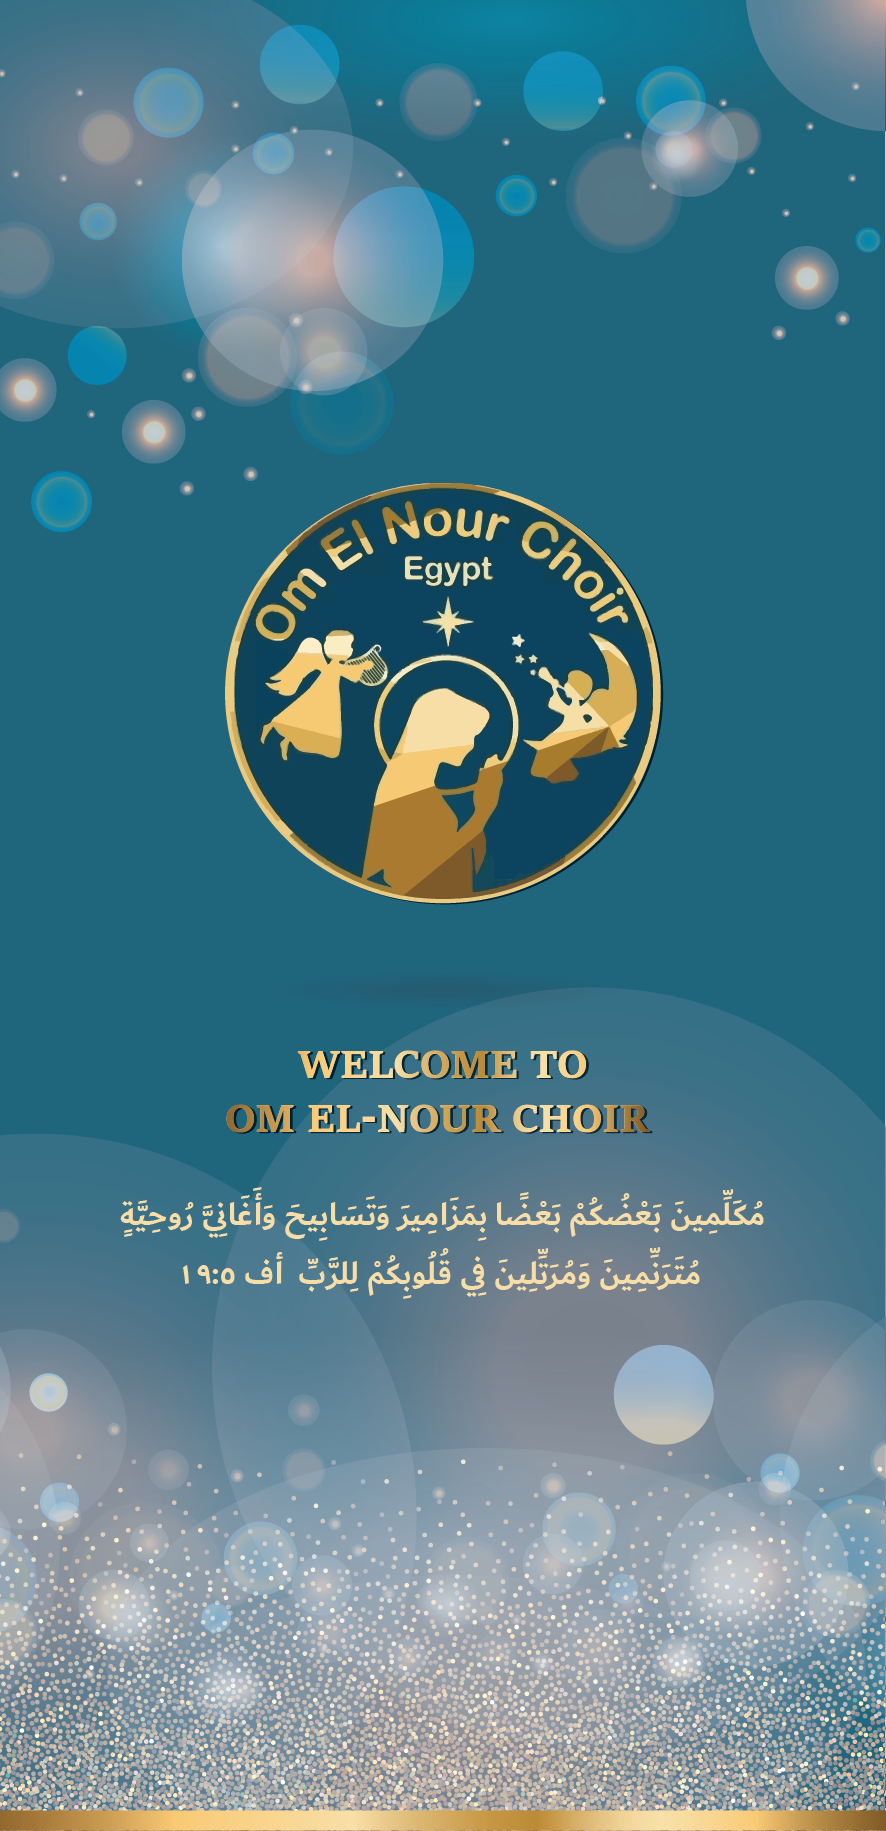 Om El Nour Choir
Egypt
WELCOME TO
OM EL-NOUR CHOIR
مُكَلِّمِينَ بَعْضُكُمْ بَعْضًا بِمَزَامِيرَ وَتَسَابِيحَ وَأَغَانِيَّ رُوحِيَّةٍ
مُتَرَنِّمِينَ وَمُرَتِّلِينَ فِي قُلُوبِكُمْ لِلرَّبِّ أف ١٩:٥